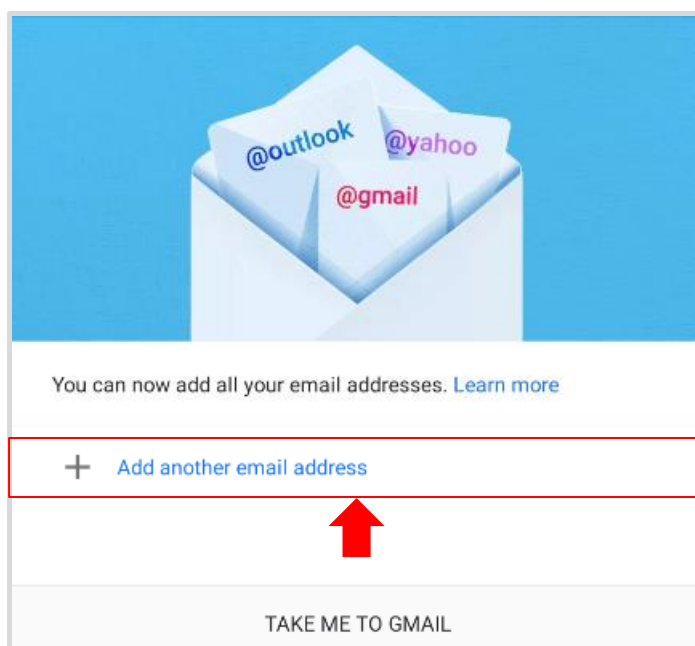 @outlook
@yahoo
@gmail
You can now add all your email addresses. Learn more
Add another email address
TAKE ME TO GMAIL